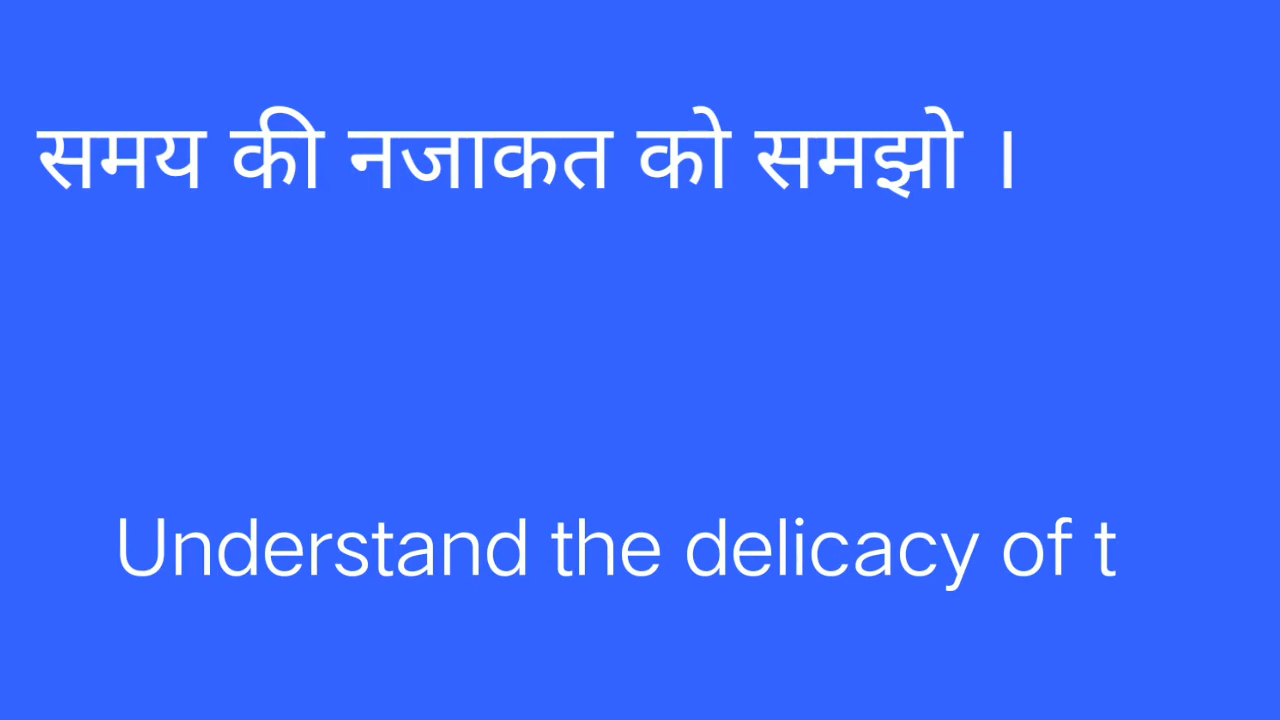 समय की नजाकत को समझो ।
Understand the delicacy of t